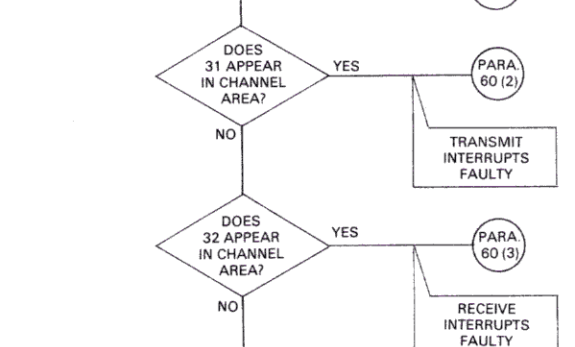 DOES
31 APPEAR
IN CHANNEL
AREA?
YES
PARA.
60 (2)
NO
TRANSMIT
INTERRUPTS
FAULTY
DOES
32 APPEAR
IN CHANNEL
AREA?
YES
PARA.
60 (3)
NO
RECEIVE
INTERRUPTS
FAULTY